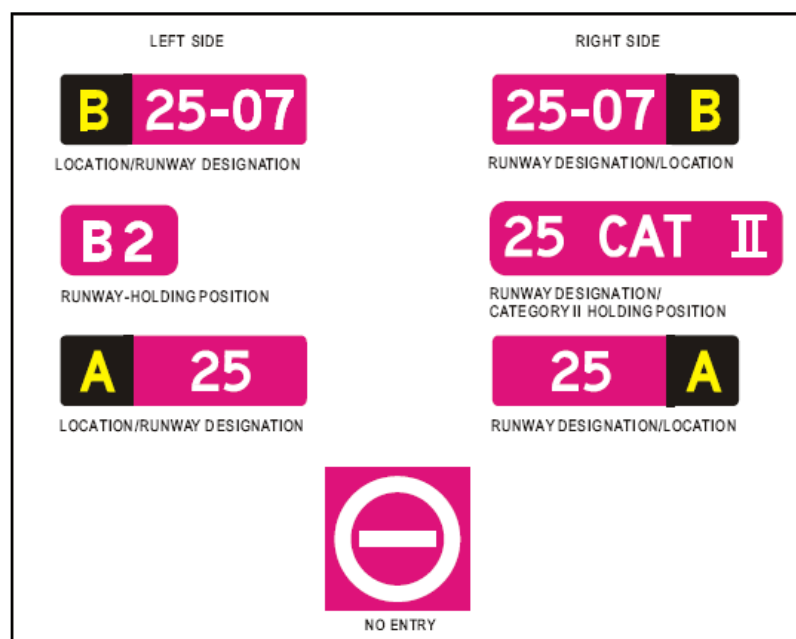 LEFT SIDE
RIGHT SIDE
B 25-07
25-07 B
LOCATION/RUNWAY DESIGNATION
RUNWAY DESIGNATION/LOCATION
B2
25 CAT II
RUNWAY-HOLDING POSITION
RUNWAY DESIGNATION/
CATEGORY II HOLDING POSITION
A 25
25 A
LOCATION/RUNWAY DESIGNATION
RUNWAY DESIGNATION/LOCATION
NO ENTRY